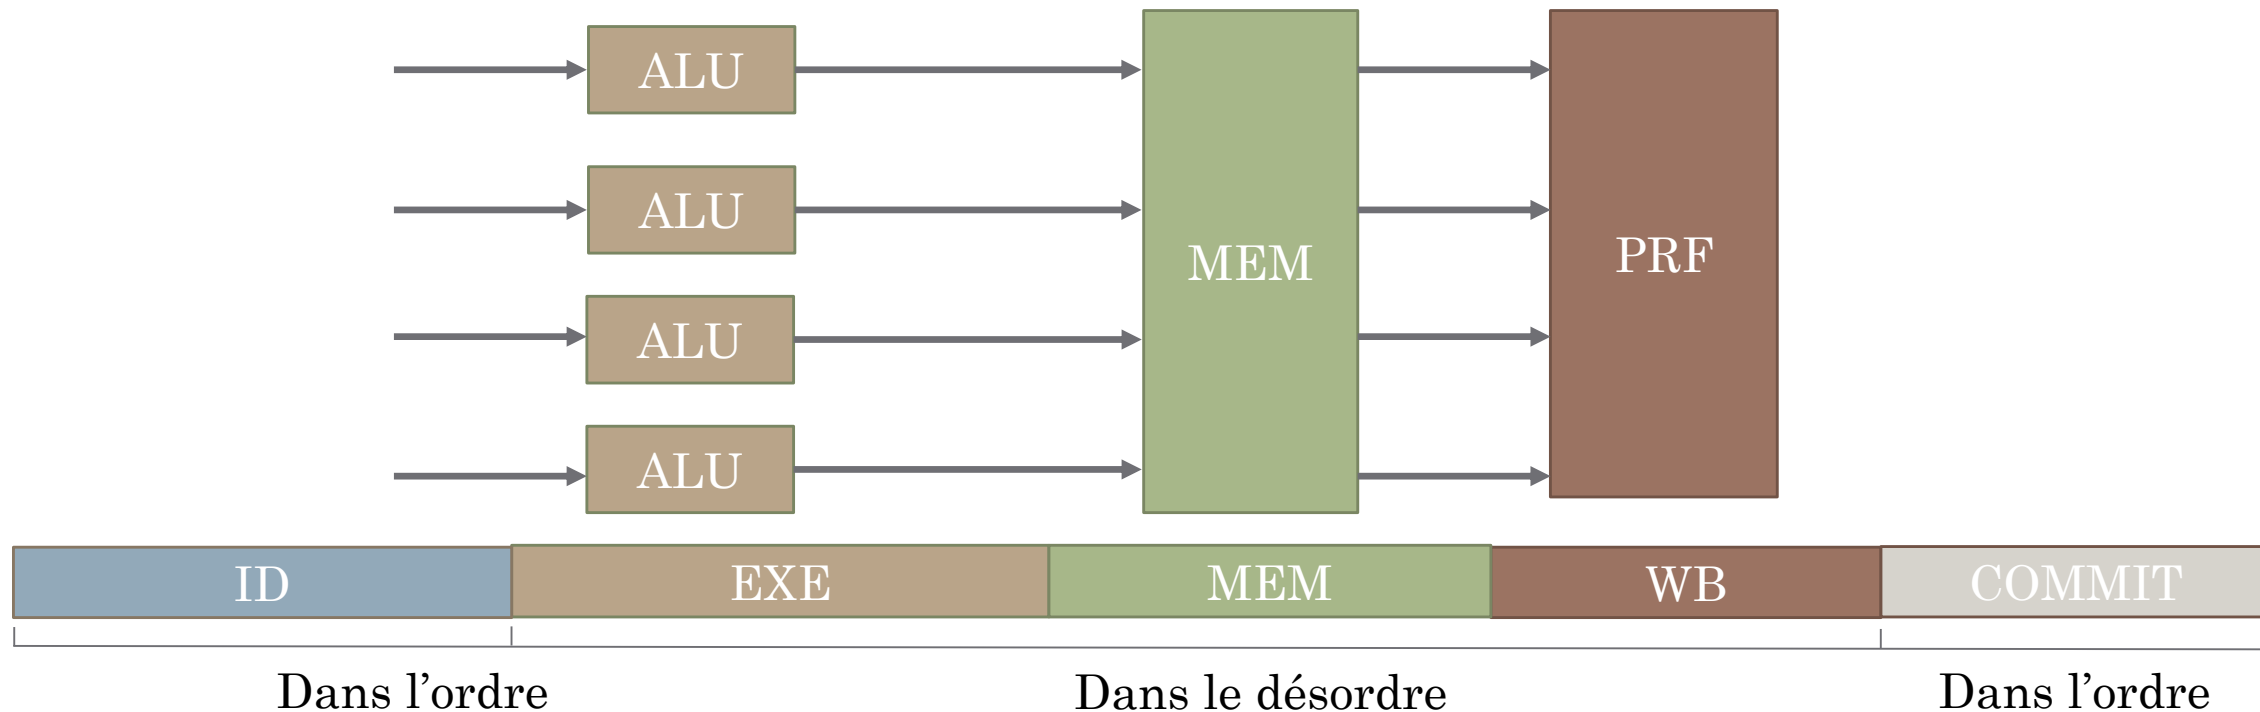 ALU
ALU
ALU
ALU
MEM
PRF
ID EXE MEM WB COMMIT
Dans l’ordre Dans le désordre Dans l’ordre